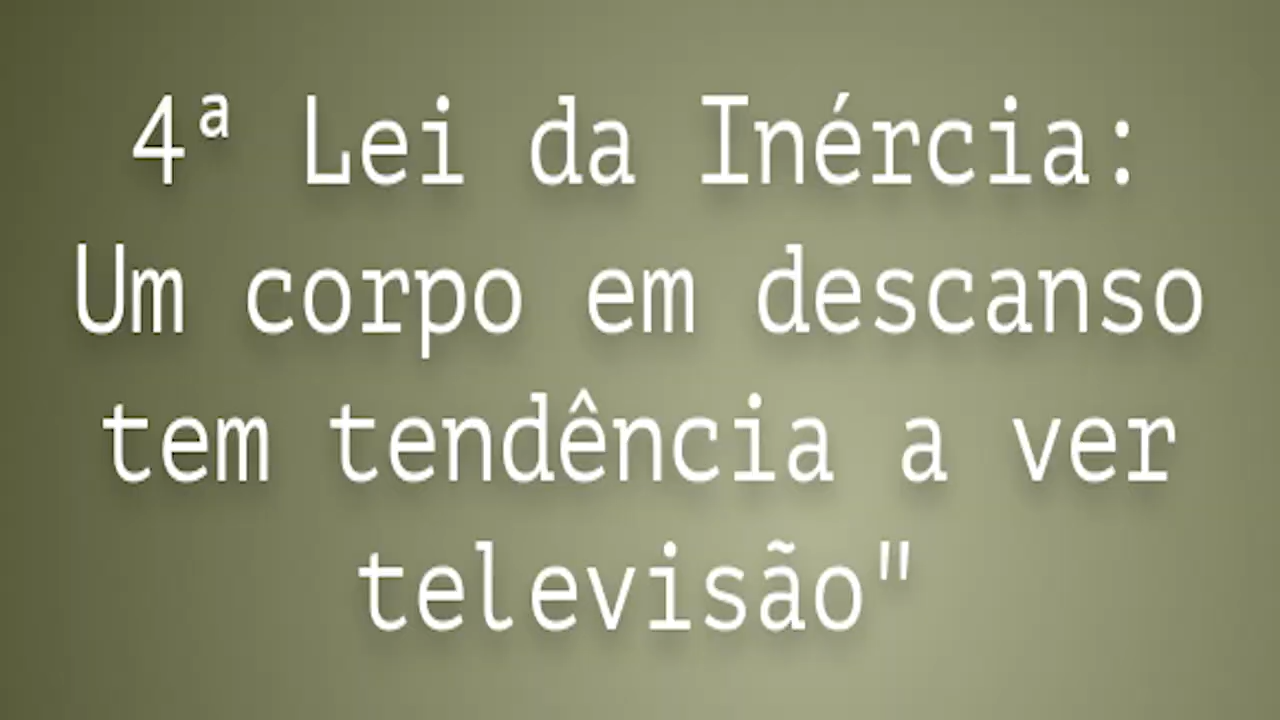 4ª Lei da Inércia:
Um corpo em descanso
tem tendência a ver
televisão"